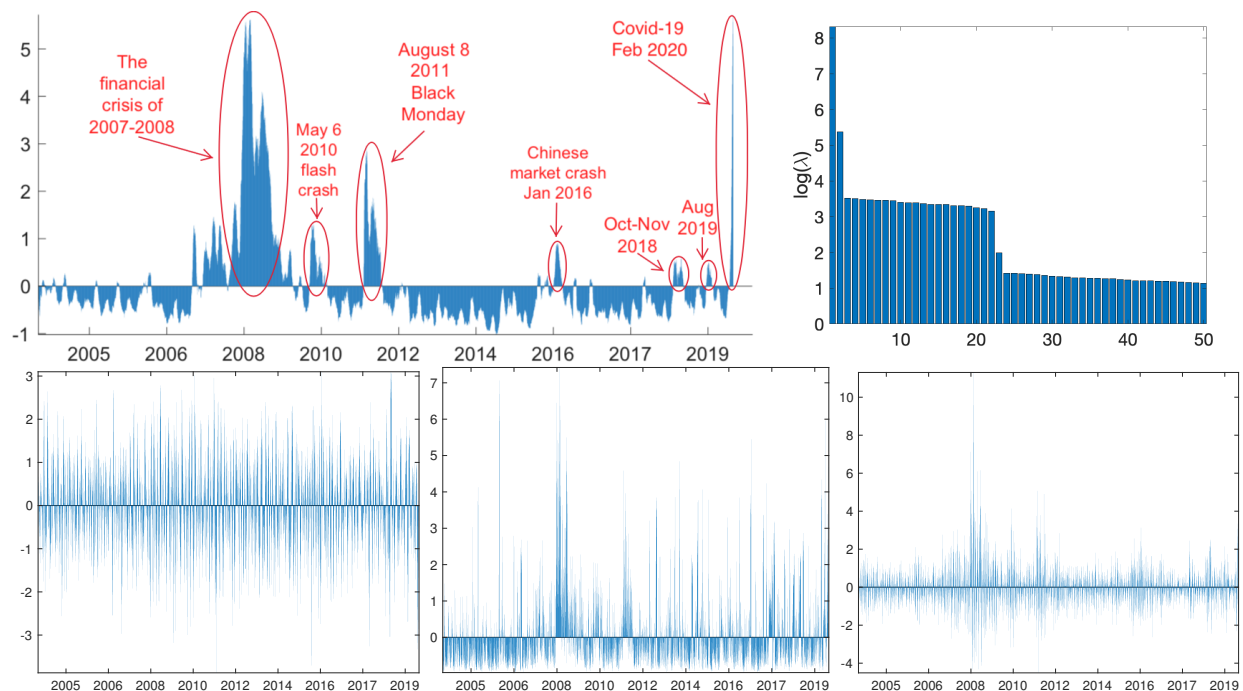 The
financial
crisis of
2007-2008
May 6
2010
flash
crash
August 8
2011
Black
Monday
Chinese
market crash
Jan 2016
Oct-Nov
2018
Aug
2019
Covid-19
Feb 2020
5
4
3
2
1
0
-1
2005 2006 2008 2010 2012 2014 2016 2017 2019
log(λ)
8
7
6
5
4
3
2
1
0
10 20 30 40 50
3
2
1
0
-1
-2
-3
2005 2006 2008 2010 2012 2014 2016 2017 2019
7
6
5
4
3
2
1
0
2005 2006 2008 2010 2012 2014 2016 2017 2019
10
8
6
4
2
0
-2
-4
2005 2006 2008 2010 2012 2014 2016 2017 2019